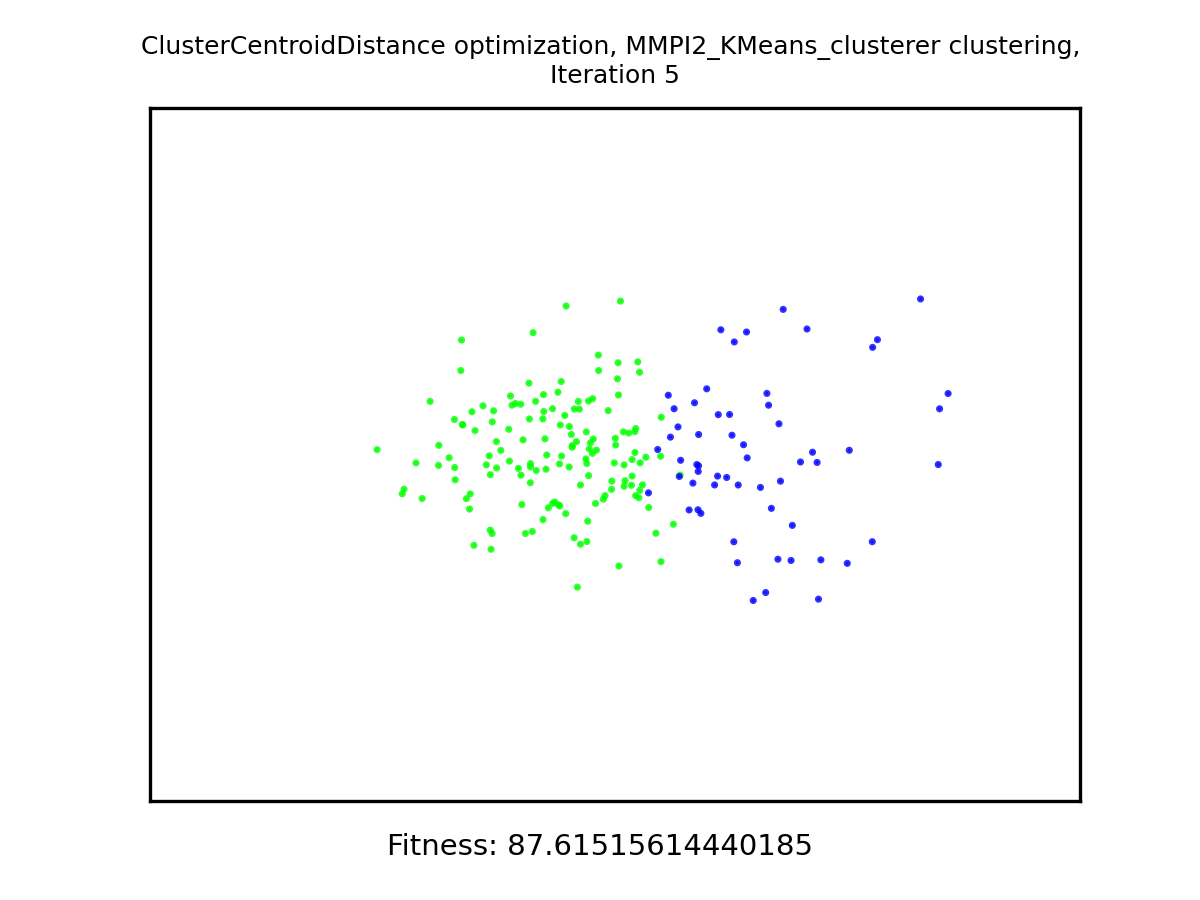 ClusterCentroidDistance optimization, MMPI2_KMeans_clusterer clustering,
Iteration 5
Fitness: 87.61515614440185